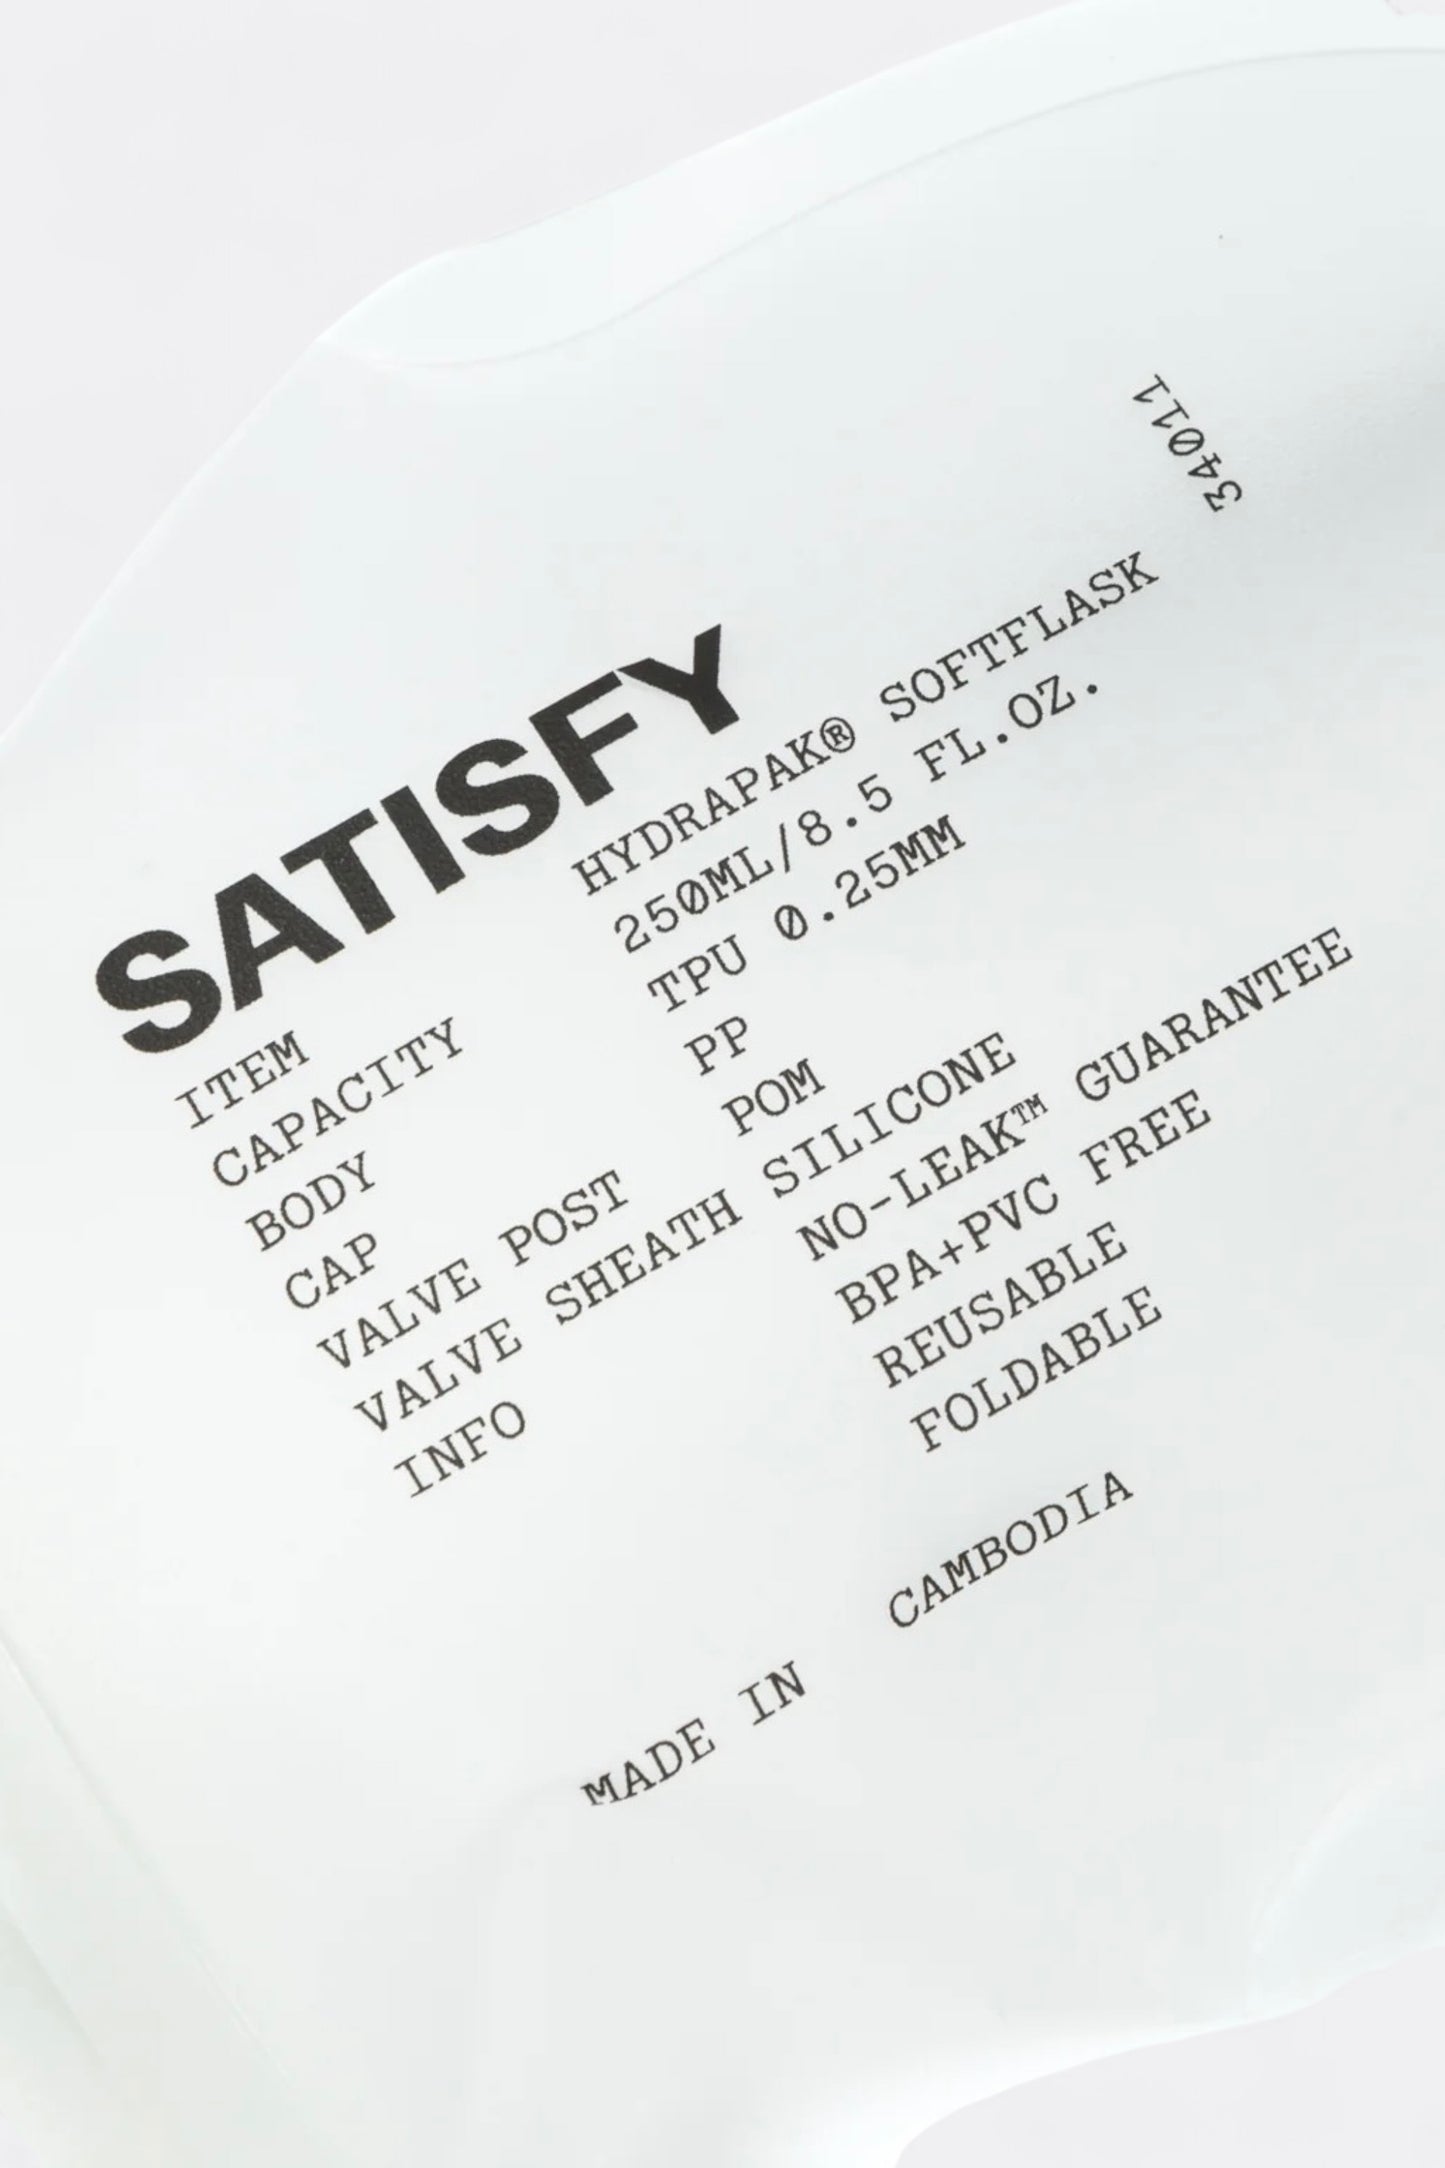 34011
SATISFY
ITEM HYDRAPAK® SOFTFLASK
CAPACITY 250ML/8.5 FL.OZ.
BODY TPU 0.25MM
CAP PP
VALVE POST POM
VALVE SHEATH SILICONE
INFO NO-LEAK™ GUARANTEE
BPA+PVC FREE
REUSABLE
FOLDABLE
MADE IN CAMBODIA